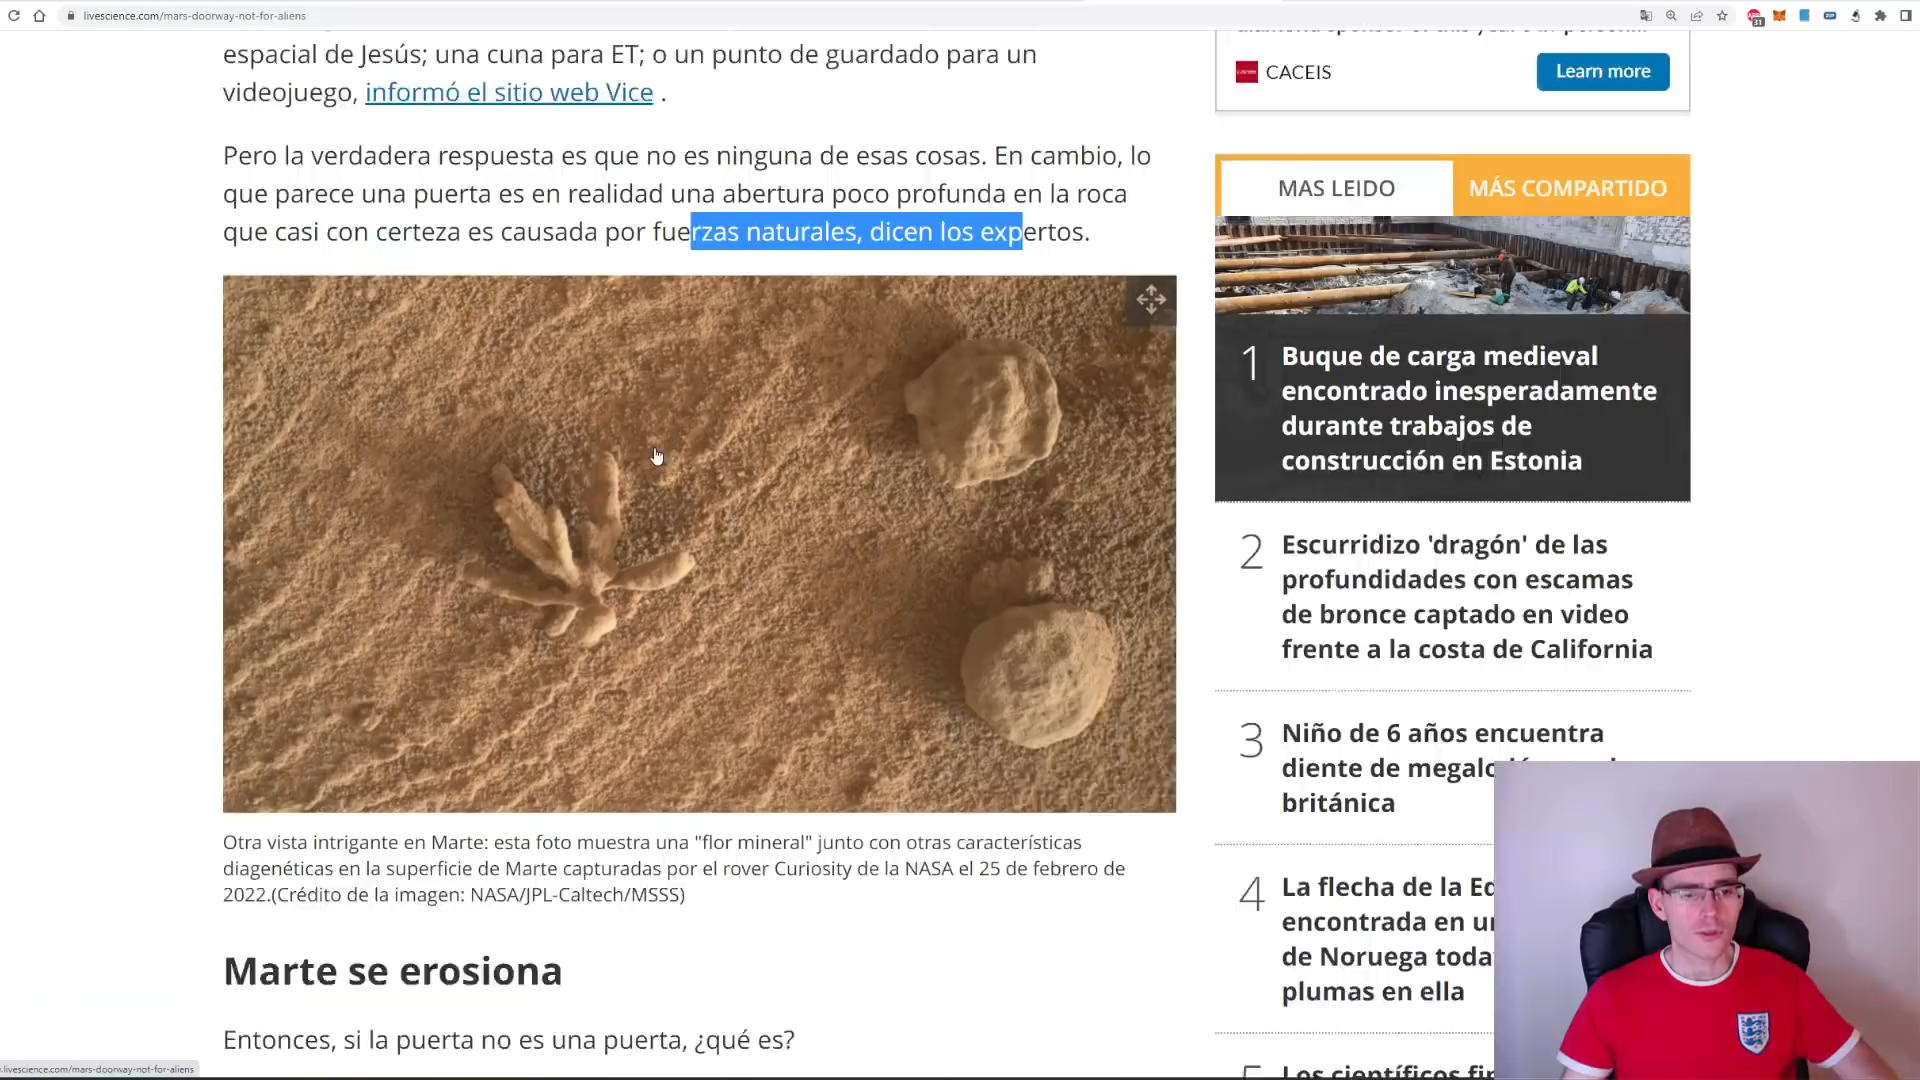 livescience.com/mars-doorway-not-for-aliens
31
espacial de Jesús; una cuna para ET; o un punto de guardado para un
videojuego, informó el sitio web Vice .
Pero la verdadera respuesta es que no es ninguna de esas cosas. En cambio, lo
que parece una puerta es en realidad una abertura poco profunda en la roca
que casi con certeza es causada por fuerzas naturales, dicen los expertos.
Otra vista intrigante en Marte: esta foto muestra una "flor mineral" junto con otras características
diagenéticas en la superficie de Marte capturadas por el rover Curiosity de la NASA el 25 de febrero de
2022.(Crédito de la imagen: NASA/JPL-Caltech/MSSS)
Marte se erosiona
Entonces, si la puerta no es una puerta, ¿qué es?
.livescience.com/mars-doorway-not-for-aliens
CACEIS
Learn more
MAS LEIDO
MÁS COMPARTIDO
1
Buque de carga medieval
encontrado inesperadamente
durante trabajos de
construcción en Estonia
2
Escurridizo 'dragón' de las
profundidades con escamas
de bronce captado en video
frente a la costa de California
3
Niño de 6 años encuentra
diente de
británica
4
La flecha de la
encontrada en
de Noruega
plumas en ella
Los científicos